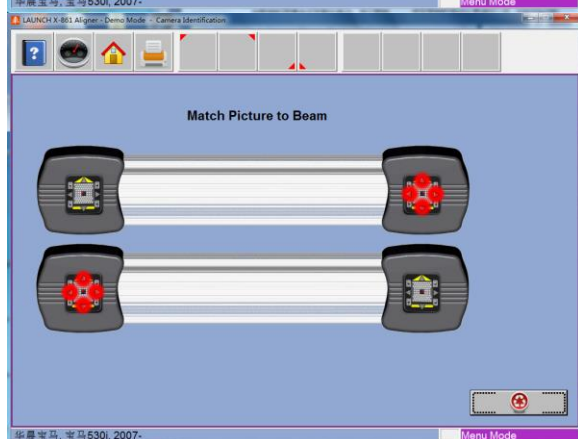 华晨宝马, 宝马530i, 2007-
Menu Mode
LAUNCH X-861 Aligner - Demo Mode - Camera Identification
?
Match Picture to Beam
华晨宝马, 宝马530i, 2007-
Menu Mode